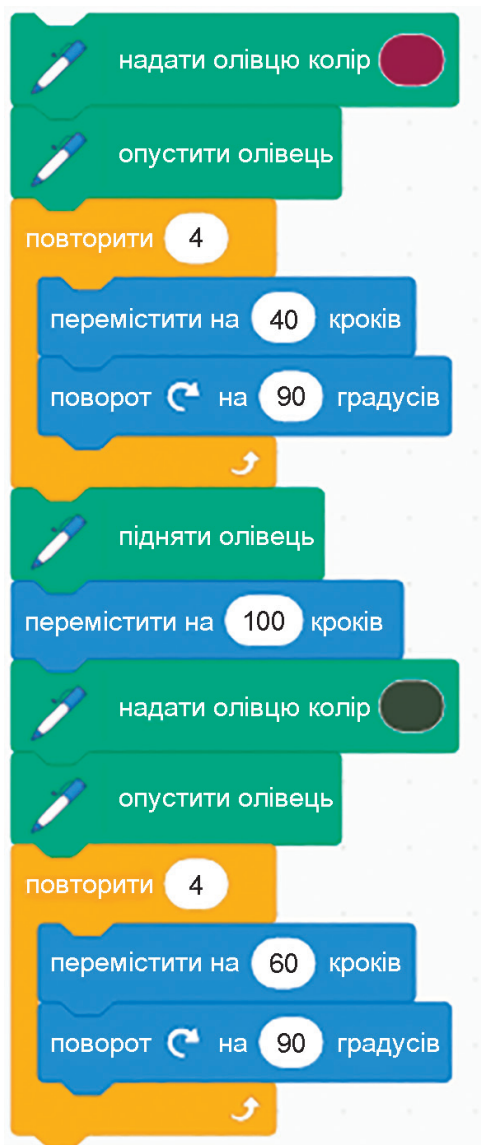 надати олівцю колір
опустити олівець
повторити 4
перемістити на 40 кроків
поворот на 90 градусів
підняти олівець
перемістити на 100 кроків
надати олівцю колір
опустити олівець
повторити 4
перемістити на 60 кроків
поворот на 90 градусів